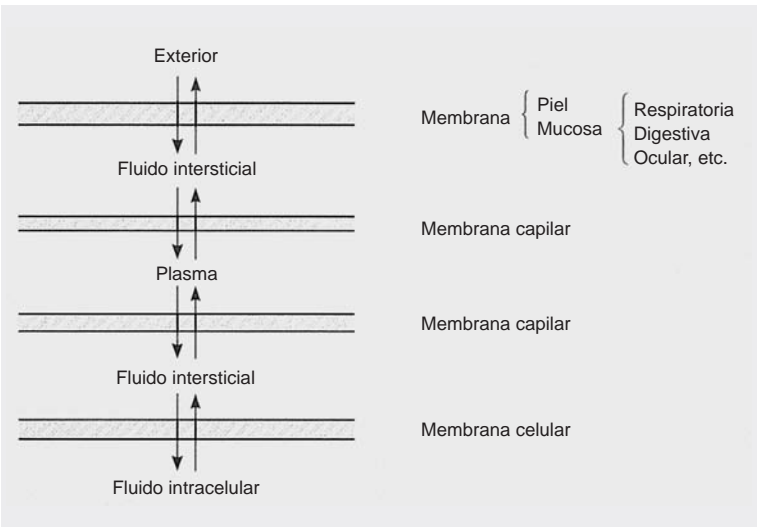 Exterior
Membrana
Piel
Mucosa
Respiratoria
Digestiva
Ocular, etc.
Fluido intersticial
Membrana capilar
Plasma
Membrana capilar
Fluido intersticial
Membrana celular
Fluido intracelular